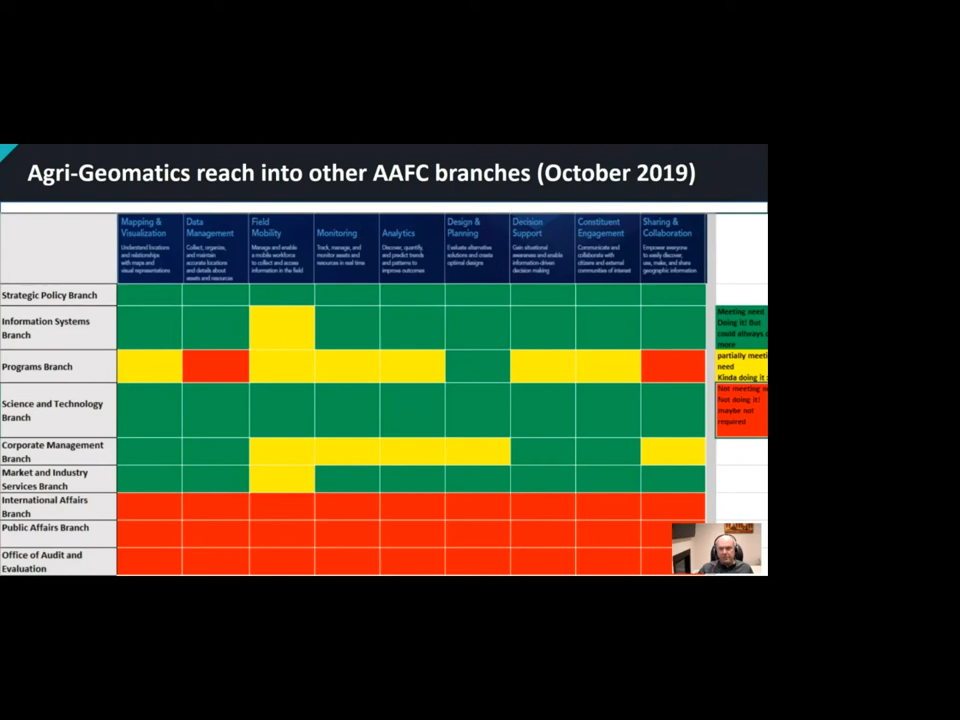 Agri-Geomatics reach into other AAFC branches (October 2019)
Mapping &
Visualization
Understand locations
and relationships
with maps and
visual representations
Data
Management
Collect, organize,
and maintain
accurate locations
and details about
assets and resources
Field
Mobility
Manage and enable
a mobile workforce
to collect and access
information in the field
Monitoring
Track, manage, and
monitor assets and
resources in real time
Analytics
Discover, quantify,
and predict trends
and patterns to
improve outcomes
Design &
Planning
Evaluate alternative
solutions and create
optimal designs
Decision
Support
Gain situational
awareness and enable
information-driven
decision making
Constituent
Engagement
Communicate and
collaborate with
citizens and external
communities of interest
Sharing &
Collaboration
Empower everyone
to easily discover,
use, make, and share
geographic information
Strategic Policy Branch
Information Systems
Branch
Programs Branch
Science and Technology
Branch
Corporate Management
Branch
Market and Industry
Services Branch
International Affairs
Branch
Public Affairs Branch
Office of Audit and
Evaluation
Meeting need
Doing it! But
could allways
more
partially meeti
need
Kinda doing it
Not meeting
Not doing it!
maybe not
required